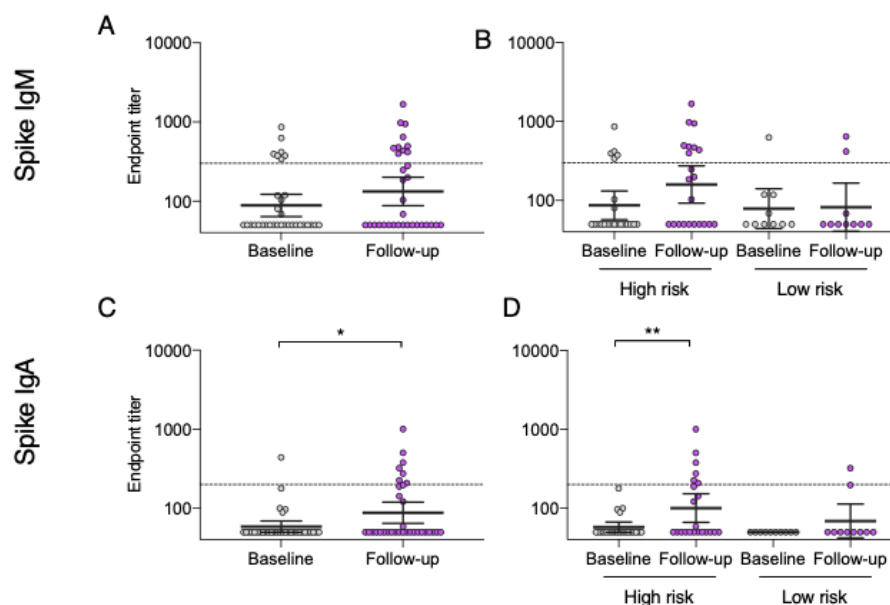 A
B
Spike IgM
Endpoint titer
10000
1000
100
Baseline
Follow-up
10000
1000
100
Baseline
Follow-up
Baseline
Follow-up
High risk
Low risk
C
D
Spike IgA
Endpoint titer
10000
1000
100
*
Baseline
Follow-up
10000
1000
100
**
Baseline
Follow-up
Baseline
Follow-up
High risk
Low risk